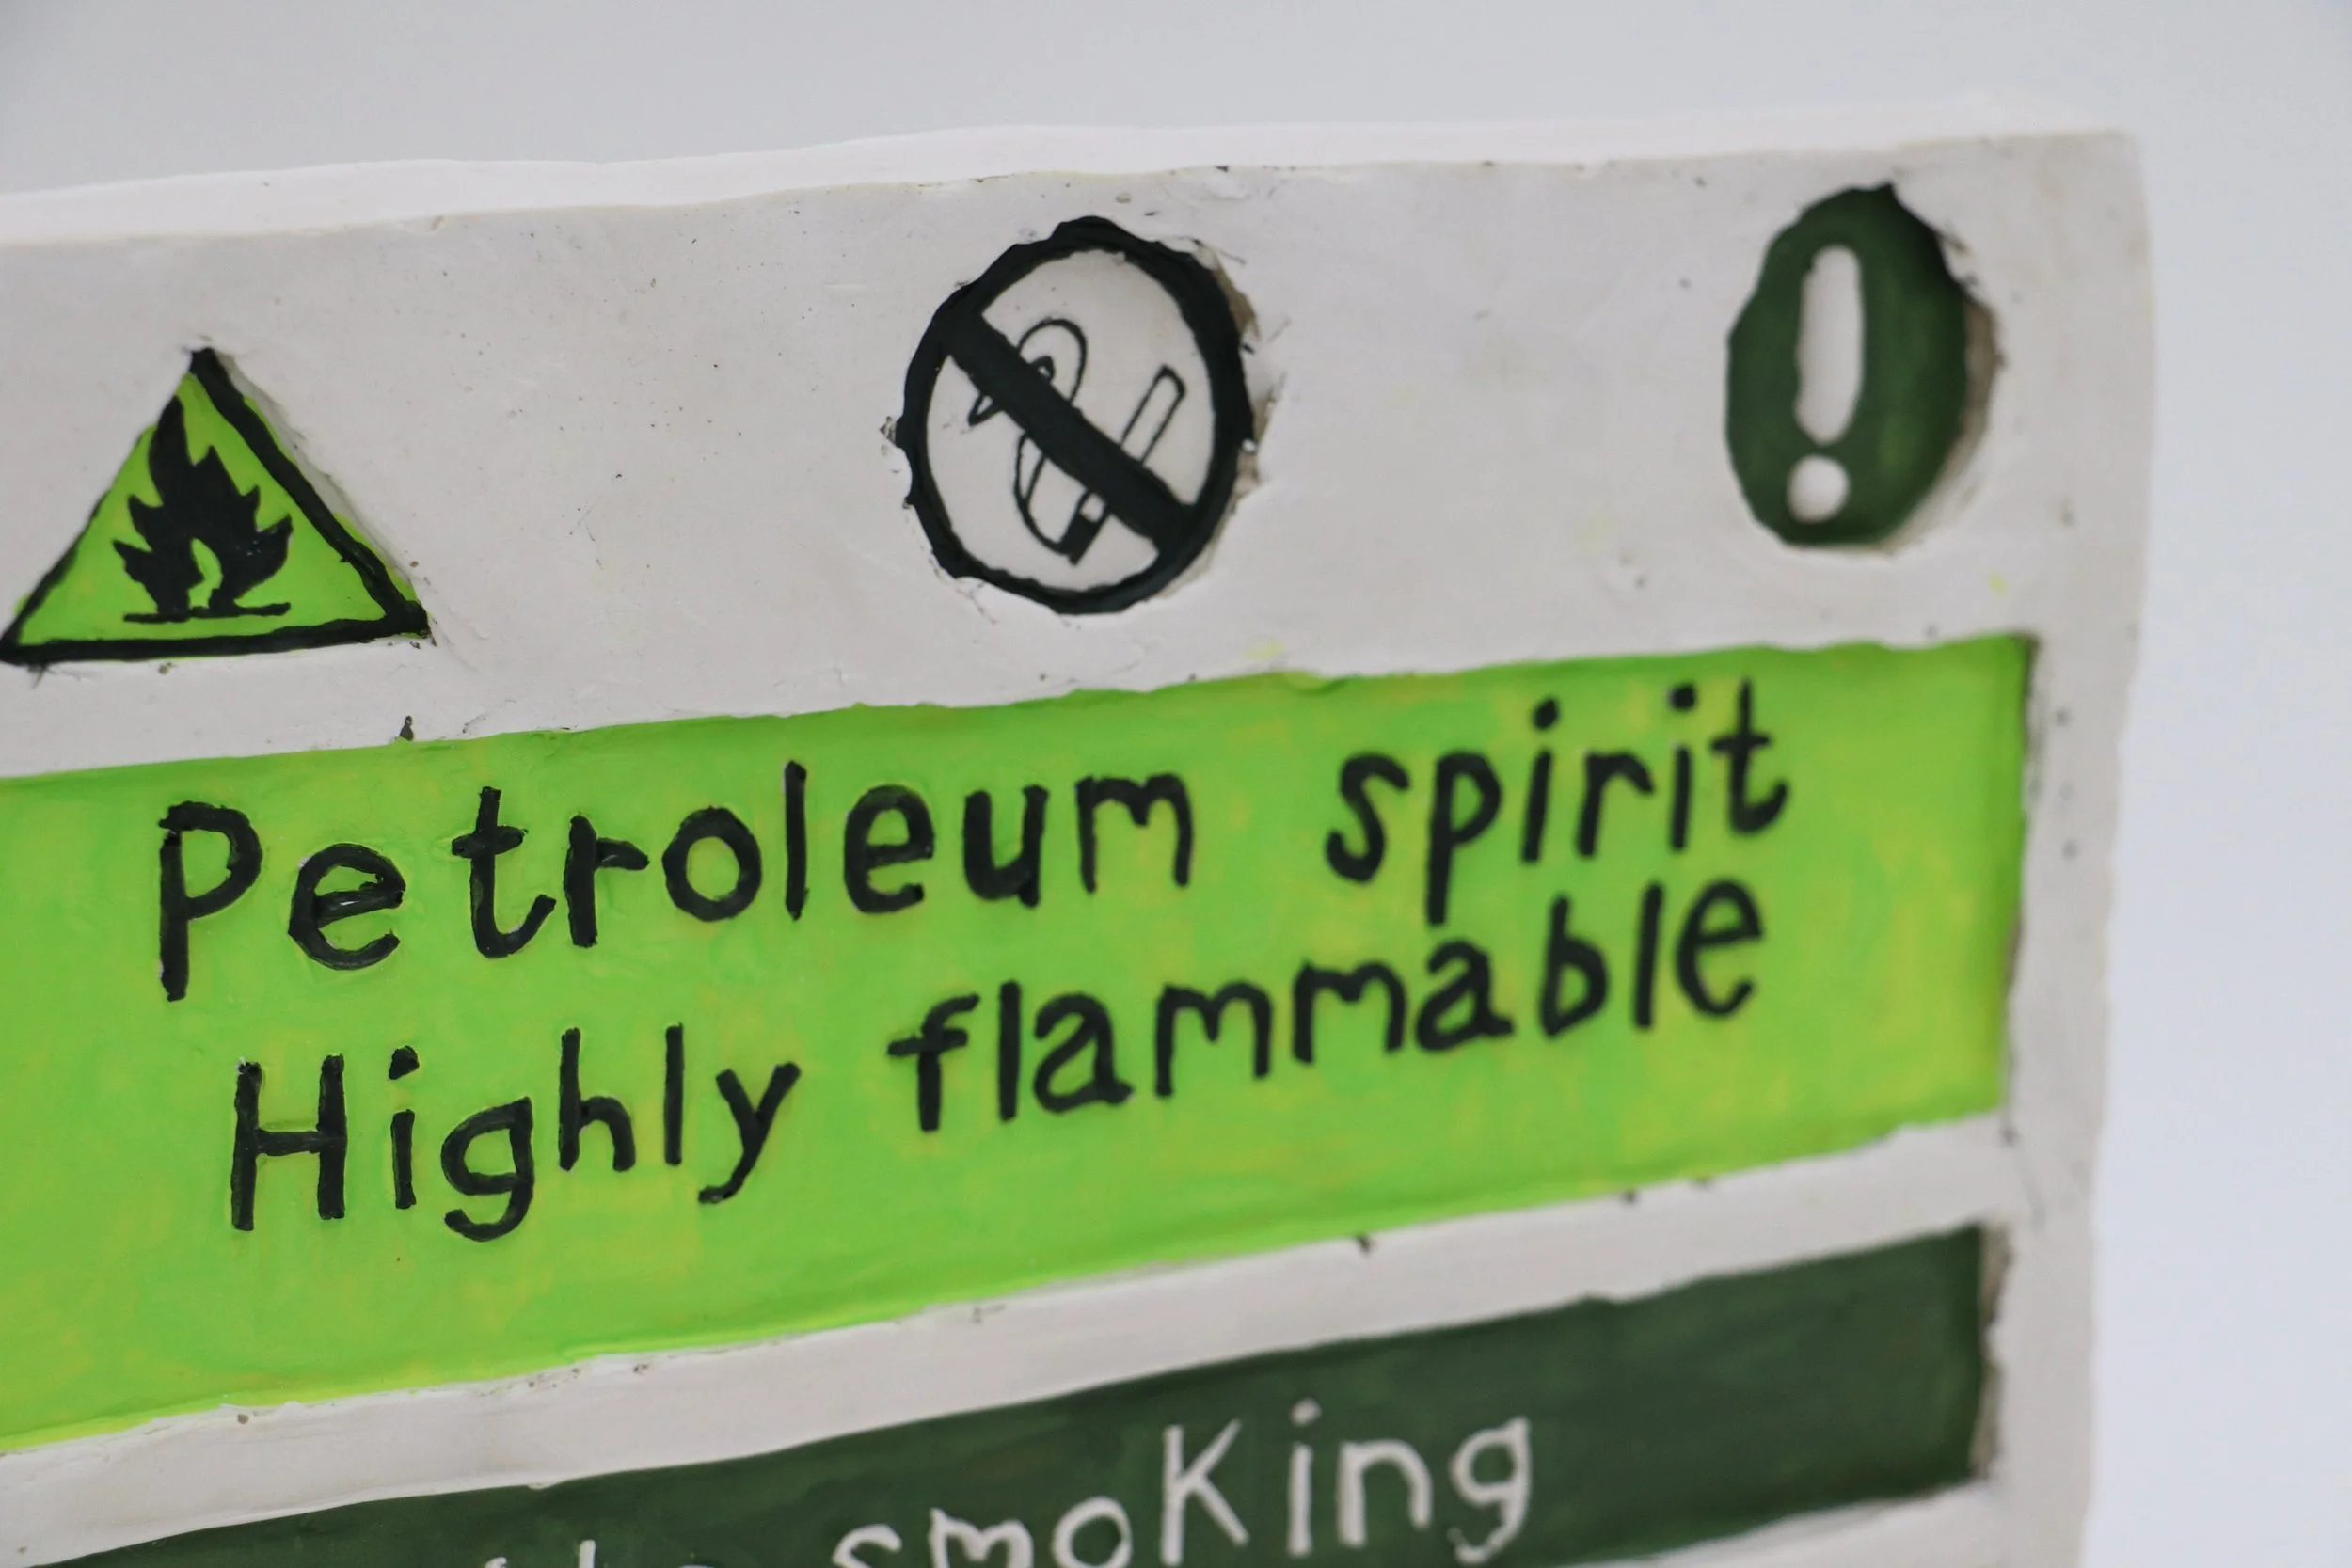 !
Petroleum spirit
Highly flammable
smoKing